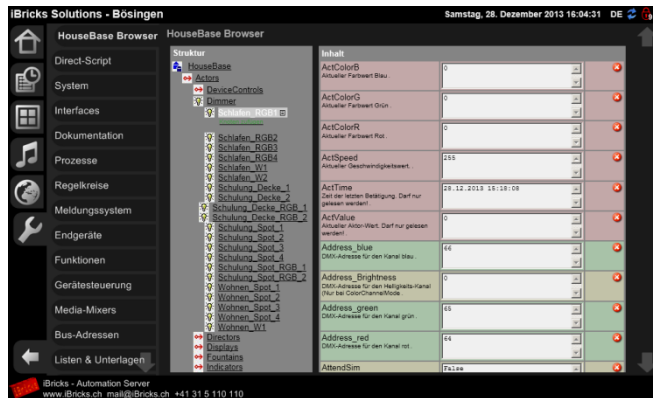 iBricks Solutions - Bösingen
Samstag, 28. Dezember 2013 16:04:31 DE
HouseBase Browser
Direct-Script
System
Interfaces
Dokumentation
Prozesse
Regelkreise
Meldungssystem
Endgeräte
Funktionen
Gerätesteuerung
Media-Mixers
Bus-Adressen
Listen & Unterlagen
HouseBase Browser
Struktur
HouseBase
Actors
DeviceControls
Dimmer
Schlafen_RGB1
Schlafen_RGB2
Schlafen_RGB3
Schlafen_RGB4
Schlafen_W1
Schlafen_W2
Schulung_Decke_1
Schulung_Decke_2
Schulung_Decke_RGB_1
Schulung_Decke_RGB_2
Schulung_Spot_1
Schulung_Spot_2
Schulung_Spot_3
Schulung_Spot_4
Schulung_Spot_RGB_1
Schulung_Spot_RGB_2
Wohnen_Spot_1
Wohnen_Spot_2
Wohnen_Spot_3
Wohnen_Spot_4
Wohnen_W1
Directors
Displays
Fountains
Indicators
Inhalt
ActColorB
Aktueller Farbwert Blau.
0
ActColorG
Aktueller Farbwert Grün.
0
ActColorR
Aktueller Farbwert Rot.
0
ActSpeed
Aktueller Geschwindigkeitswert.
255
ActTime
Zeit der letzten Betätigung. Darf nur
gelesen werden!.
28.12.2013 15:18:08
ActValue
Aktueller Aktor-Wert. Darf nur gelesen
werden!.
0
Address_blue
DMX-Adresse für den Kanal blau.
66
Address_Brightness
DMX-Adresse für den Helligkeits-Kanal
(Nur bei ColorChannelMode.
0
Address_green
DMX-Adresse für den Kanal grün.
65
Address_red
DMX-Adresse für den Kanal rot.
64
AttendSim
False
iBricks - Automation Server
www.iBricks.ch mail@iBricks.ch +41 31 5 110 110